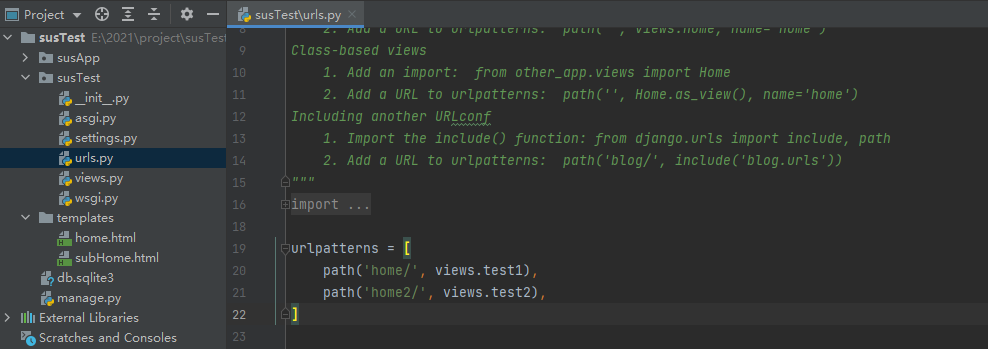 Project
susTest\urls.py
susTest E:\2021\project\susTest
susApp
susTest
__init__.py
asgi.py
settings.py
urls.py
views.py
wsgi.py
templates
home.html
subHome.html
db.sqlite3
manage.py
External Libraries
Scratches and Consoles
8 2. Add a URL to urlpatterns: path('', views.home, name='home')
9 Class-based views
10 1. Add an import: from other_app.views import Home
11 2. Add a URL to urlpatterns: path('', Home.as_view(), name='home')
12 Including another URLconf
13 1. Import the include() function: from django.urls import include, path
14 2. Add a URL to urlpatterns: path('blog/', include('blog.urls'))
15 """
16 import ...
18
19 urlpatterns = [
20 path('home/', views.test1),
21 path('home2/', views.test2),
22 ]
23